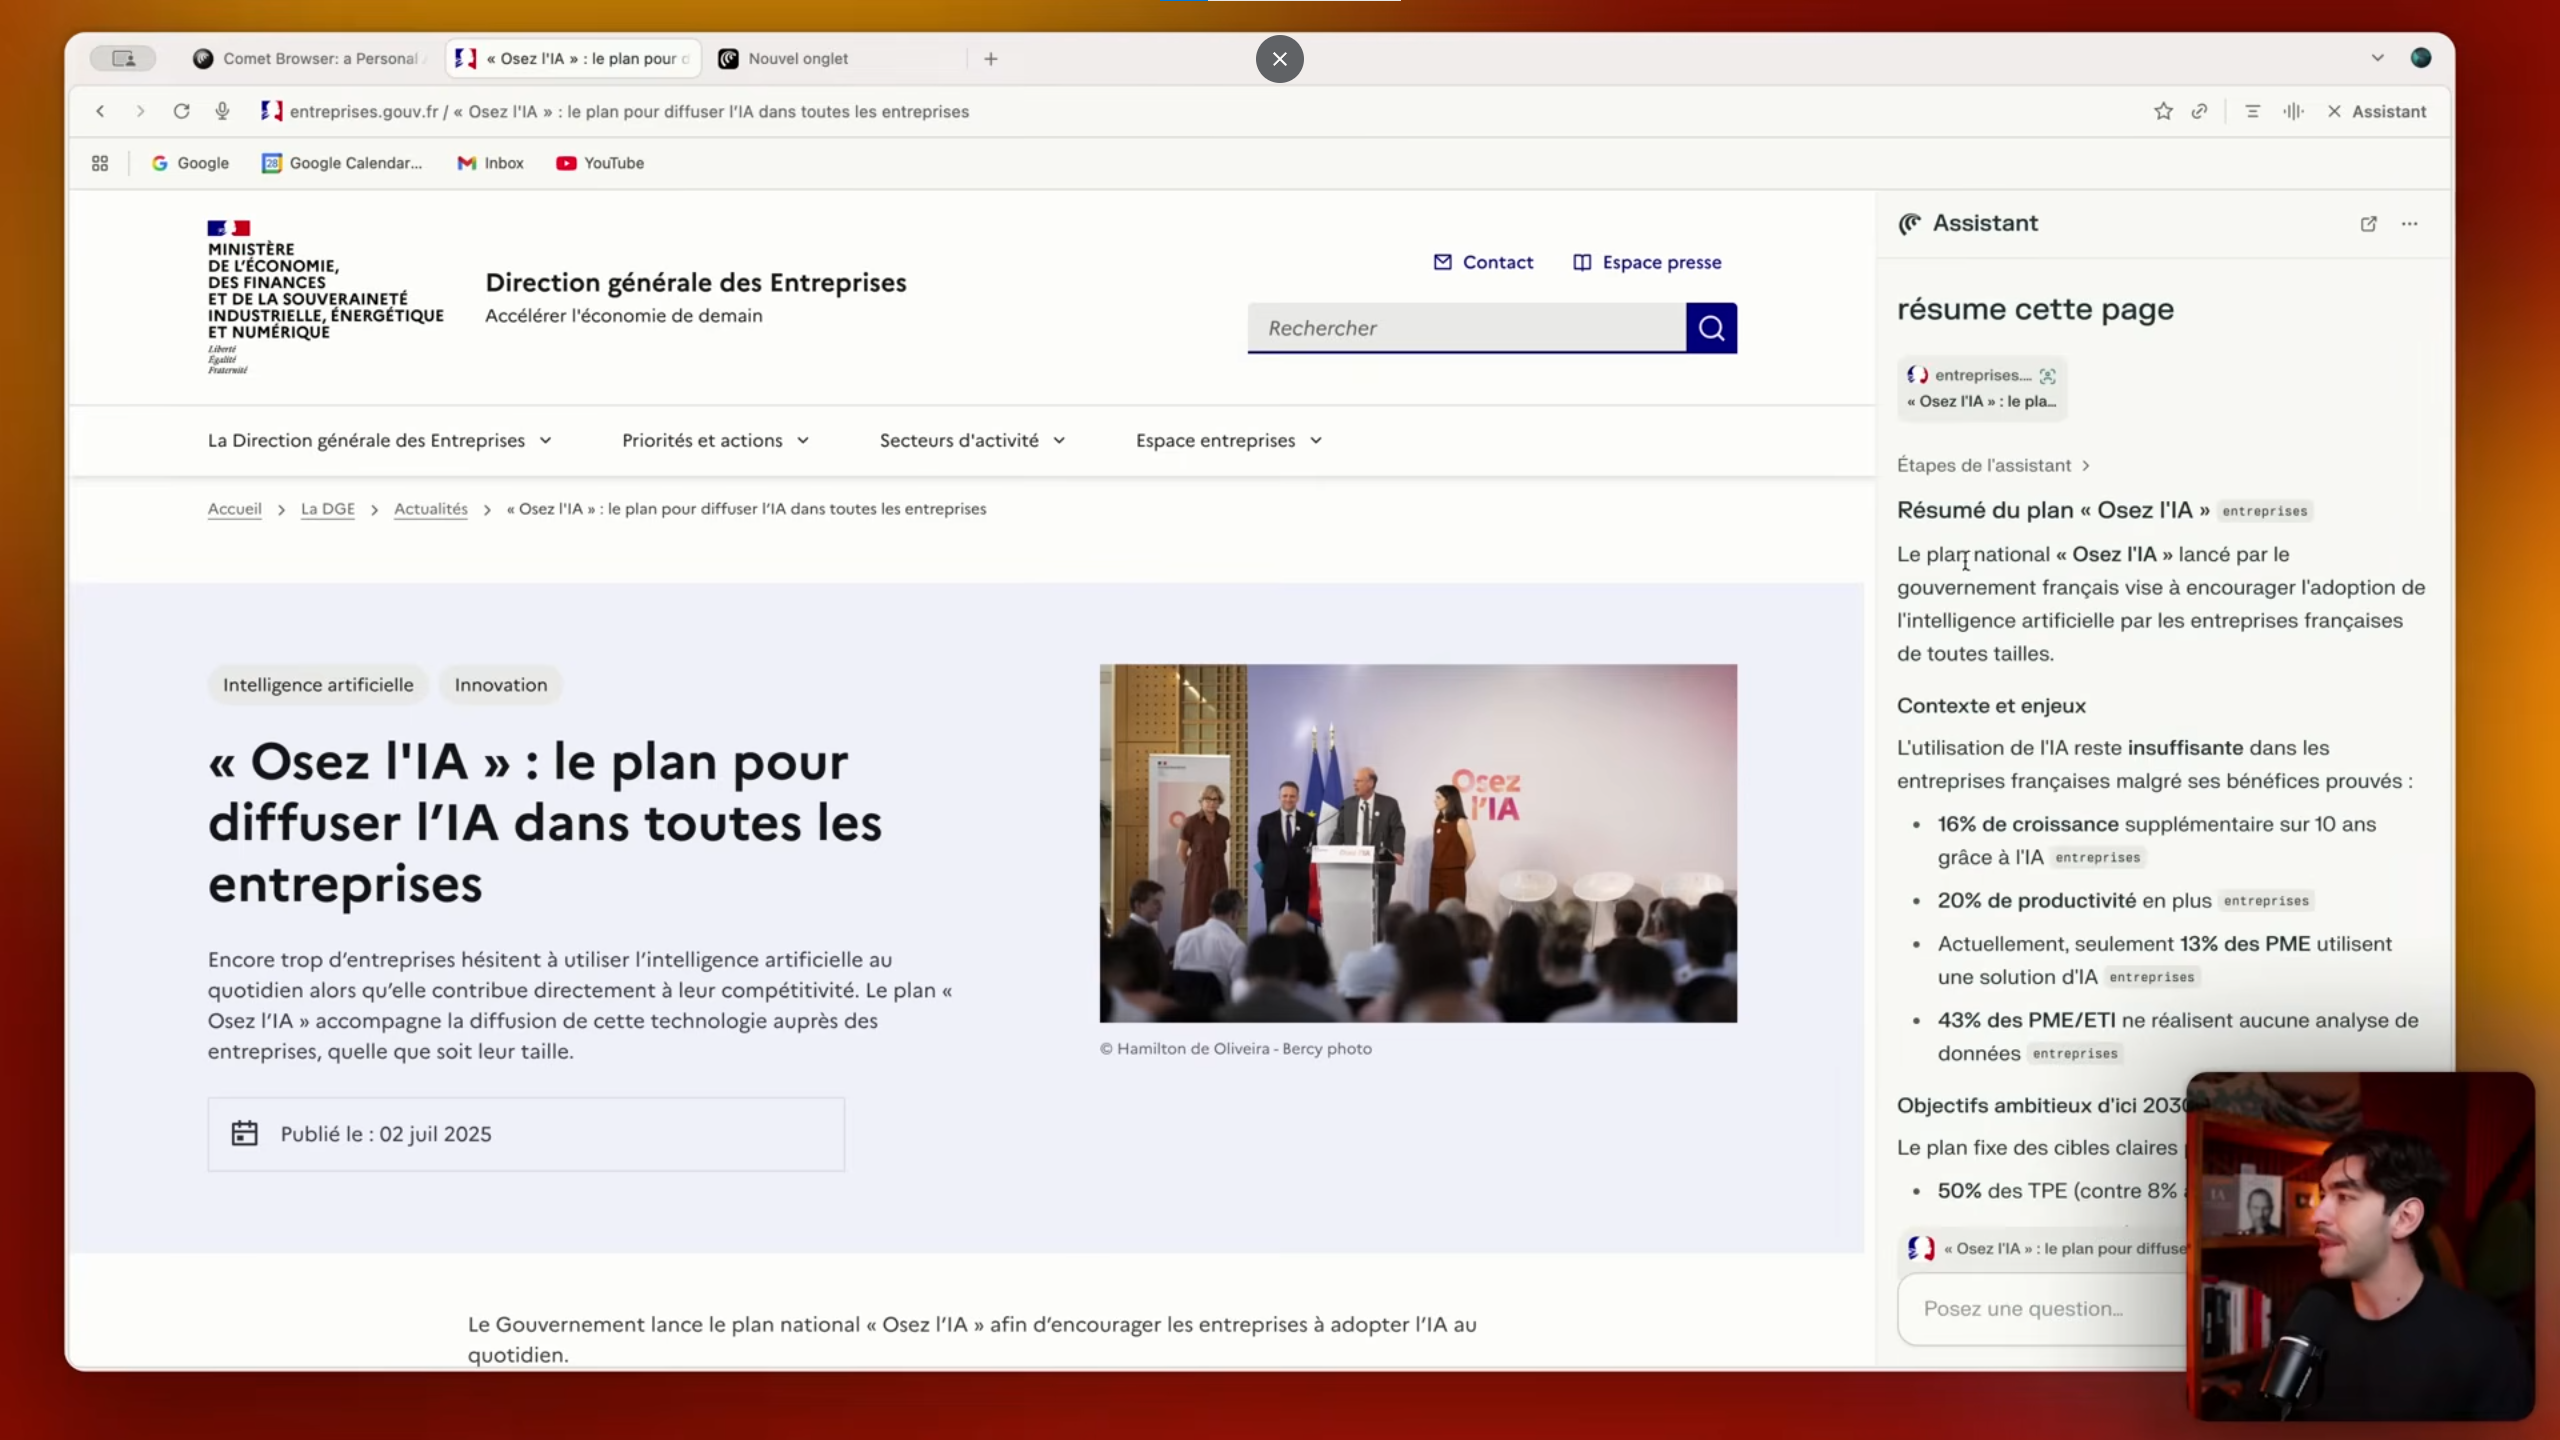 Comet Browser: a Personal
« Osez l'IA » : le plan pour d
Nouvel onglet
entreprises.gouv.fr / « Osez l'IA » : le plan pour diffuser l’IA dans toutes les entreprises
Assistant
Google
28
Google Calendar...
Inbox
YouTube
MINISTÈRE
DE L’ÉCONOMIE,
DES FINANCES
ET DE LA SOUVERAINETÉ
INDUSTRIELLE, ÉNERGÉTIQUE
ET NUMÉRIQUE
Liberté
Égalité
Fraternité
Direction générale des Entreprises
Accélérer l'économie de demain
Contact
Espace presse
Rechercher
La Direction générale des Entreprises
Priorités et actions
Secteurs d'activité
Espace entreprises
Accueil > La DGE > Actualités > « Osez l'IA » : le plan pour diffuser l’IA dans toutes les entreprises
Intelligence artificielle
Innovation
« Osez l'IA » : le plan pour
diffuser l’IA dans toutes les
entreprises
Encore trop d’entreprises hésitent à utiliser l’intelligence artificielle au
quotidien alors qu’elle contribue directement à leur compétitivité. Le plan «
Osez l’IA » accompagne la diffusion de cette technologie auprès des
entreprises, quelle que soit leur taille.
Publié le : 02 juil 2025
Osez
l'IA
© Hamilton de Oliveira - Bercy photo
Le Gouvernement lance le plan national « Osez l’IA » afin d’encourager les entreprises à adopter l’IA au
quotidien.
Assistant
résume cette page
entreprises....
« Osez l'IA » : le pla...
Étapes de l'assistant >
Résumé du plan « Osez l'IA » entreprises
Le plan national « Osez l'IA » lancé par le
gouvernement français vise à encourager l'adoption de
l'intelligence artificielle par les entreprises françaises
de toutes tailles.
Contexte et enjeux
L'utilisation de l'IA reste insuffisante dans les
entreprises françaises malgré ses bénéfices prouvés :
• 16% de croissance supplémentaire sur 10 ans
grâce à l'IA entreprises
• 20% de productivité en plus entreprises
• Actuellement, seulement 13% des PME utilisent
une solution d'IA entreprises
• 43% des PME/ETI ne réalisent aucune analyse de
données entreprises
Objectifs ambitieux d'ici 2030
Le plan fixe des cibles claires
• 50% des TPE (contre 8%
« Osez l'IA » : le plan pour diffuse
Posez une question...